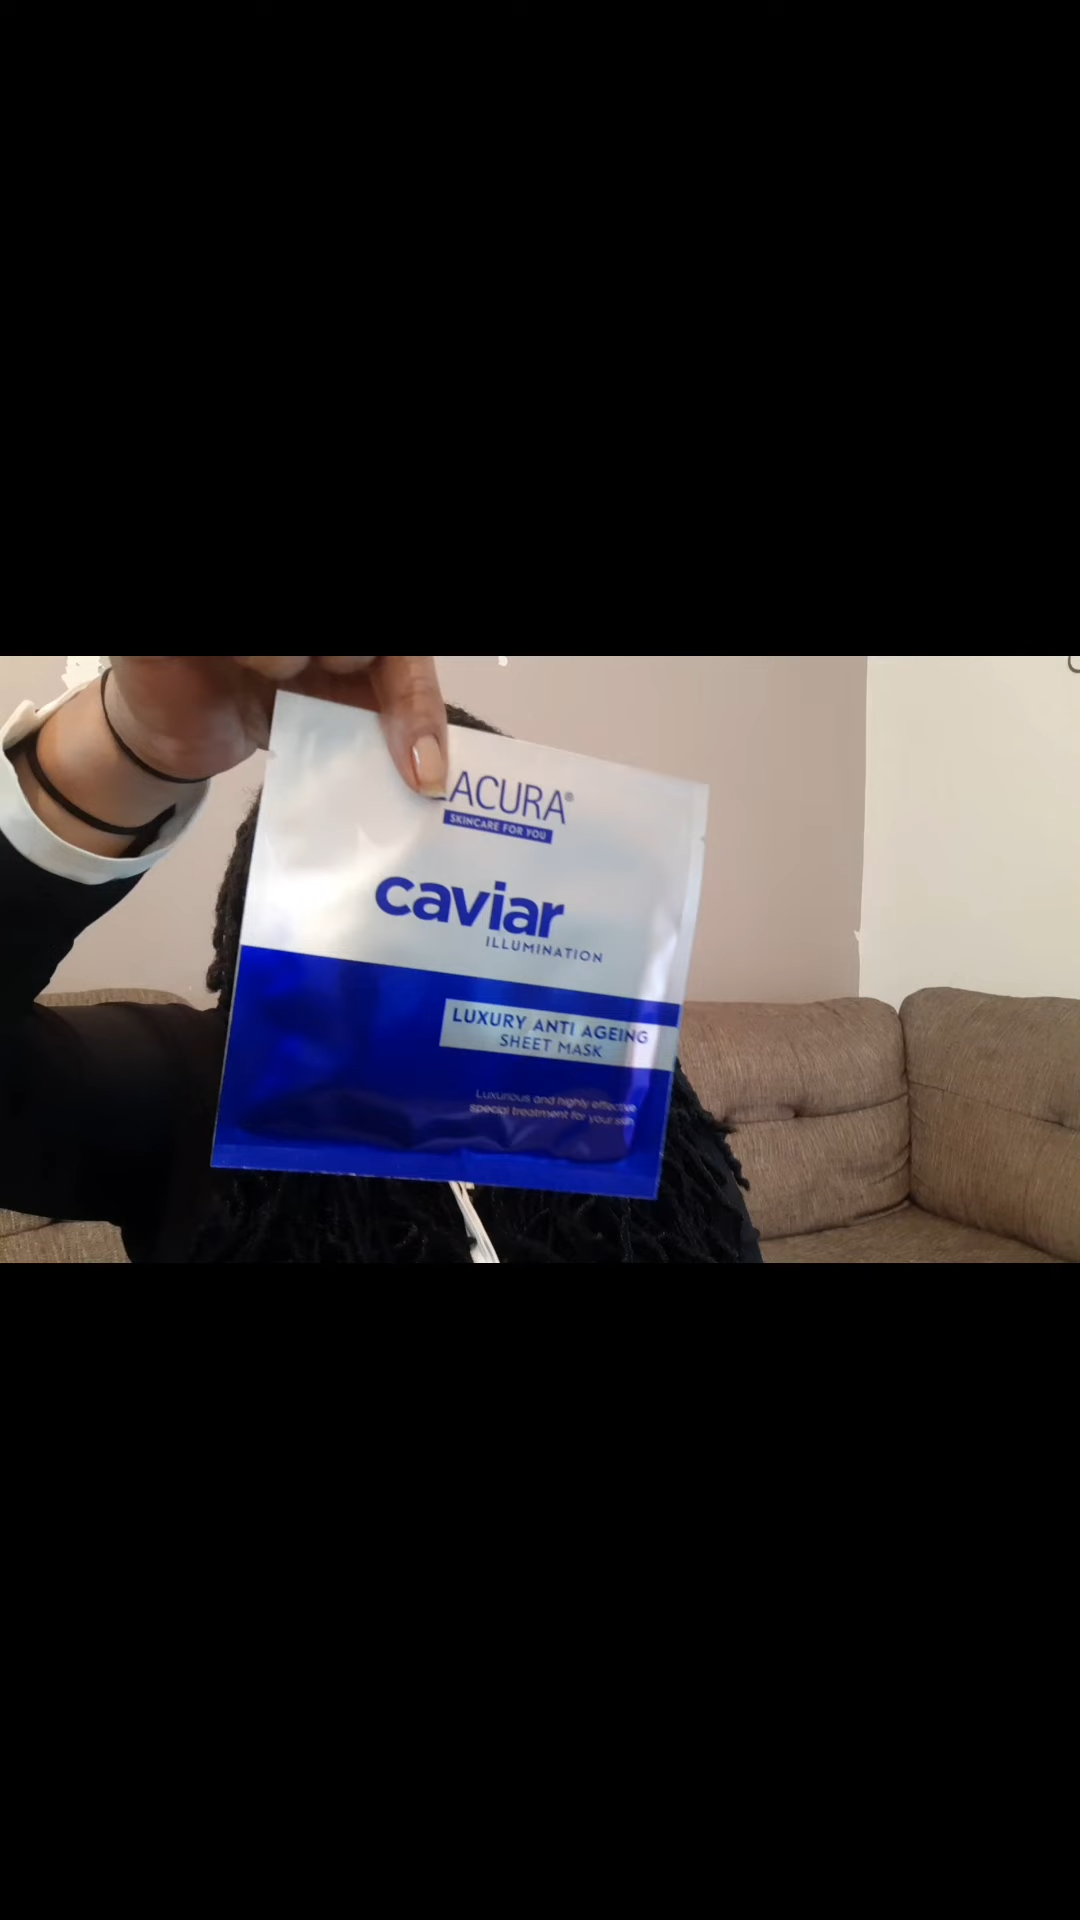 LACURA®
SKINCARE FOR YOU
caviar
ILLUMINATION
LUXURY ANTI AGEING
SHEET MASK
Luxurious and highly effective
special treatment for your skin